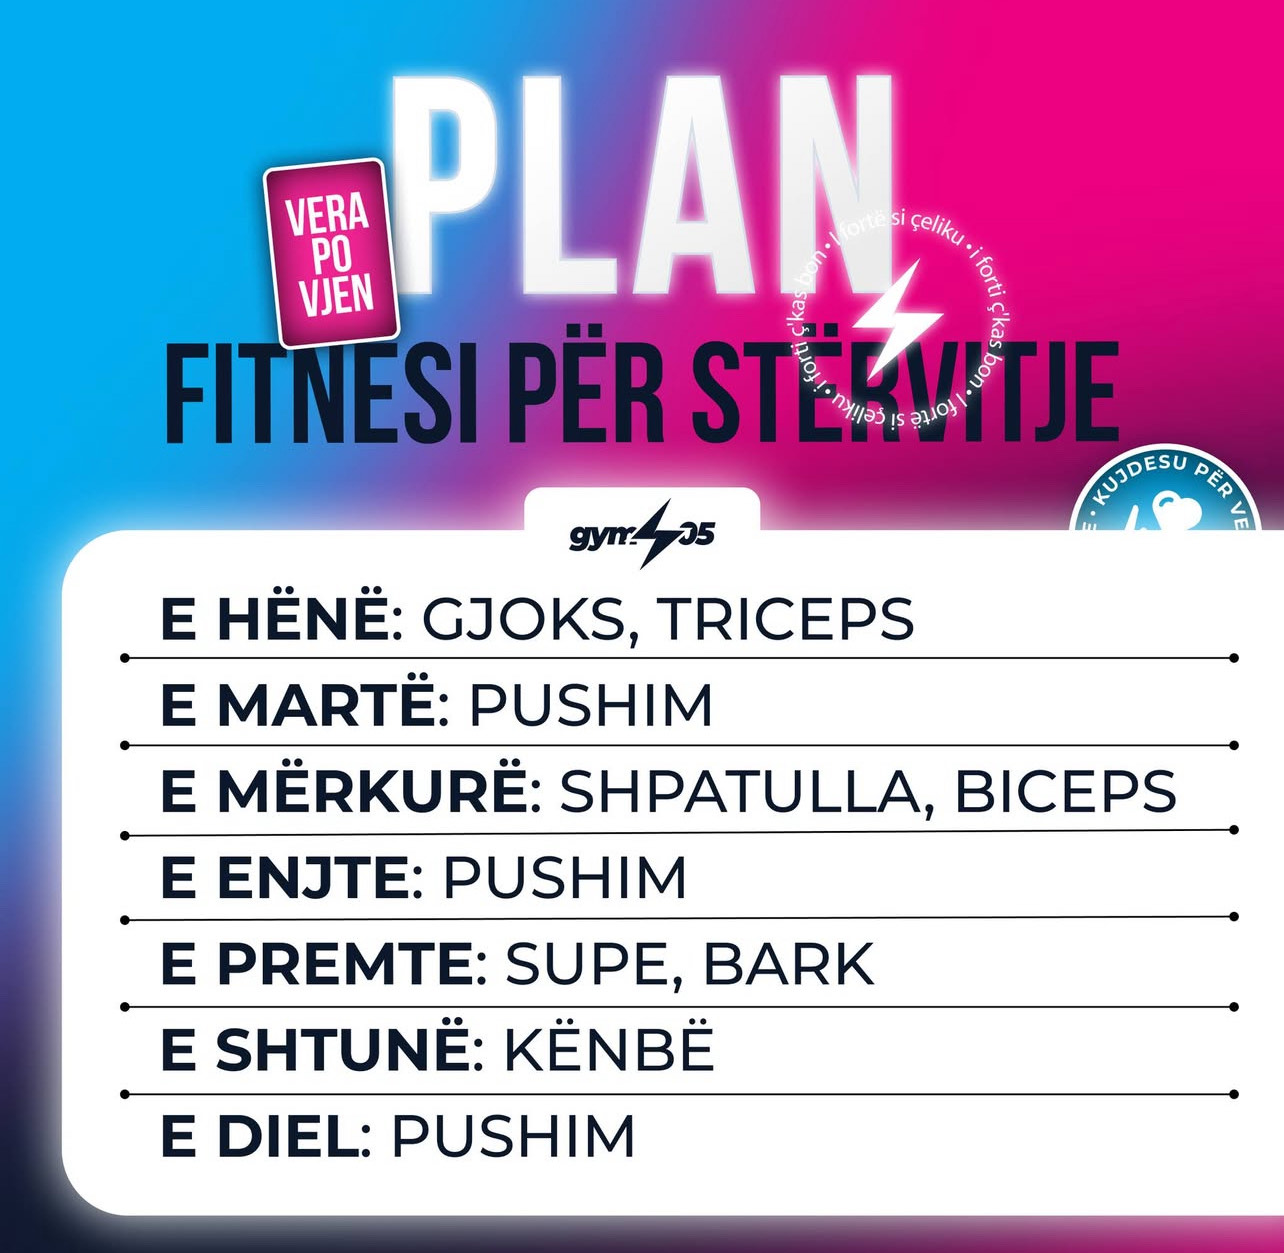 PLAN
VERA
PO
VJEN
I fortë si çeliku • i forti ç'kas bon • I fortë si çeliku • i forti ç'kas bon •
FITNESI PËR STËRVITJE
KUJDESU PËR VE
gym 05
E HËNË: GJOKS, TRICEPS
E MARTË: PUSHIM
E MËRKURË: SHPATULLA, BICEPS
E ENJTE: PUSHIM
E PREMTE: SUPE, BARK
E SHTUNË: KËNBË
E DIEL: PUSHIM